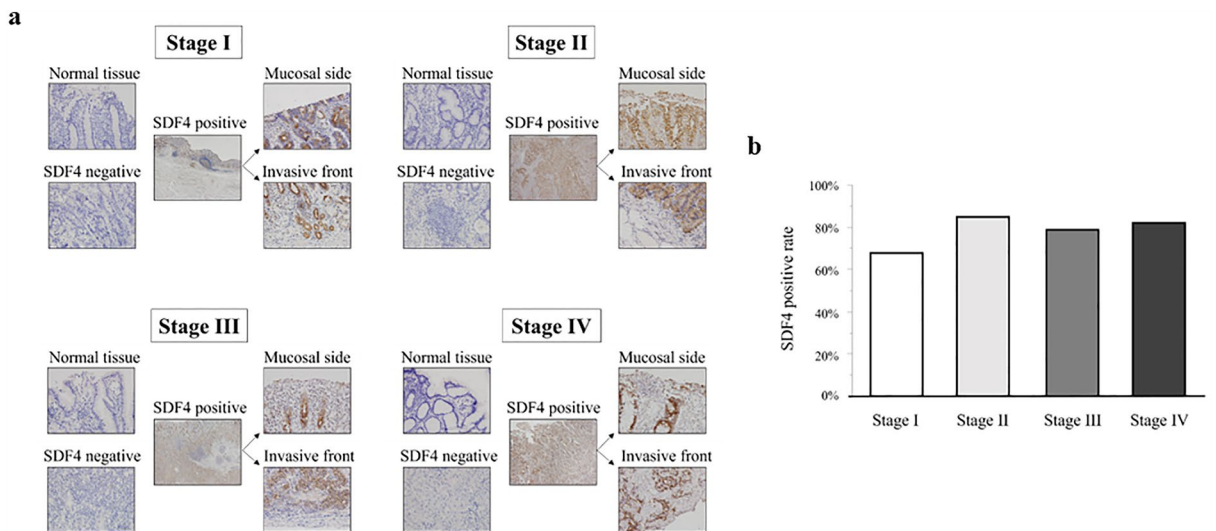 a
Stage I
Normal tissue
Mucosal side
SDF4 positive
SDF4 negative
Invasive front
Stage II
Normal tissue
Mucosal side
SDF4 positive
SDF4 negative
Invasive front
Stage III
Normal tissue
Mucosal side
SDF4 positive
SDF4 negative
Invasive front
Stage IV
Normal tissue
Mucosal side
SDF4 positive
SDF4 negative
Invasive front
b
SDF4 positive rate
100%
80%
60%
40%
20%
0%
Stage I
Stage II
Stage III
Stage IV